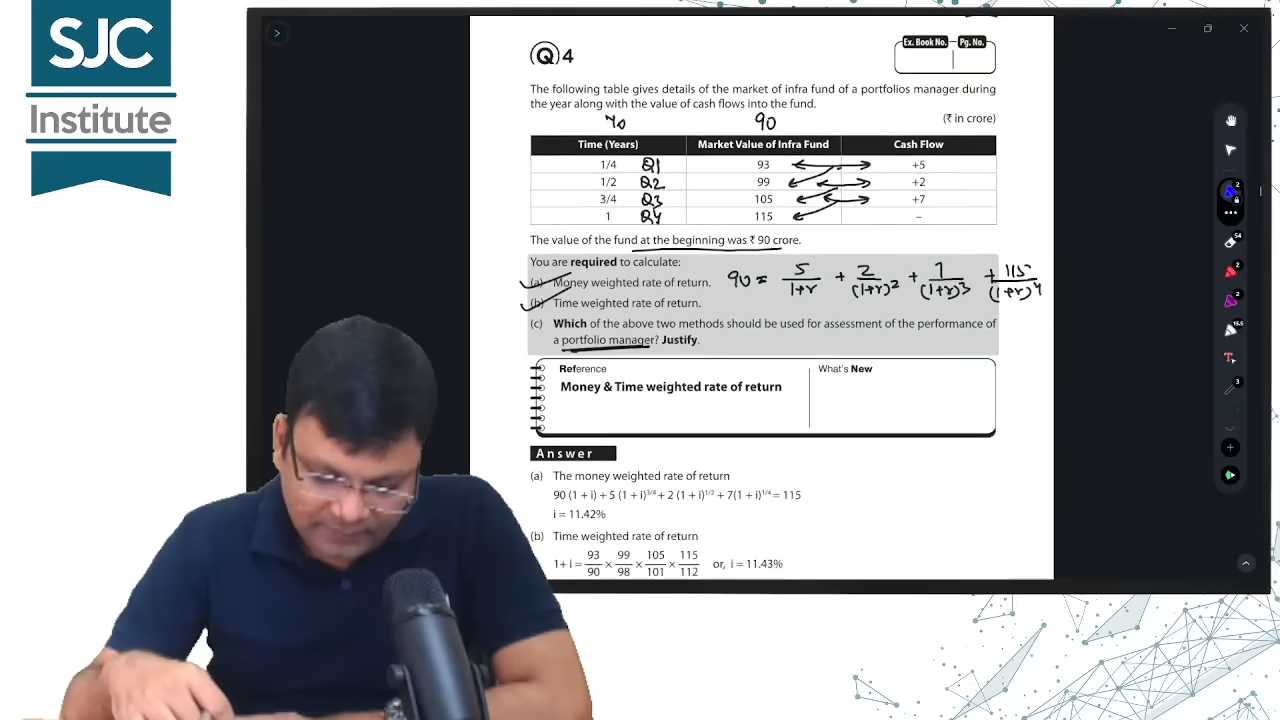 SJC
Institute
Q 4
Ex. Book No. Pg. No.
The following table gives details of the market of infra fund of a portfolios manager during
the year along with the value of cash flows into the fund.
Y0 90 (₹ in crore)
Time (Years) Market Value of Infra Fund Cash Flow
1/4 Q1 93 +5
1/2 Q2 99 +2
3/4 Q3 105 +7
1 Q4 115 –
The value of the fund at the beginning was ₹ 90 crore.
You are required to calculate:
(a) Money weighted rate of return.
90 = 5/1+r + 2/(1+r)2 + 7/(1+r)3 + 115/(1+r)4
(b) Time weighted rate of return.
(c) Which of the above two methods should be used for assessment of the performance of
a portfolio manager? Justify.
Reference What's New
Money & Time weighted rate of return
Answer
(a) The money weighted rate of return
90 (1 + i) + 5 (1 + i)3/4 + 2 (1 + i)1/2 + 7(1 + i)1/4 = 115
i = 11.42%
(b) Time weighted rate of return
1+ i = 93/90 × 99/98 × 105/101 × 115/112 or, i = 11.43%